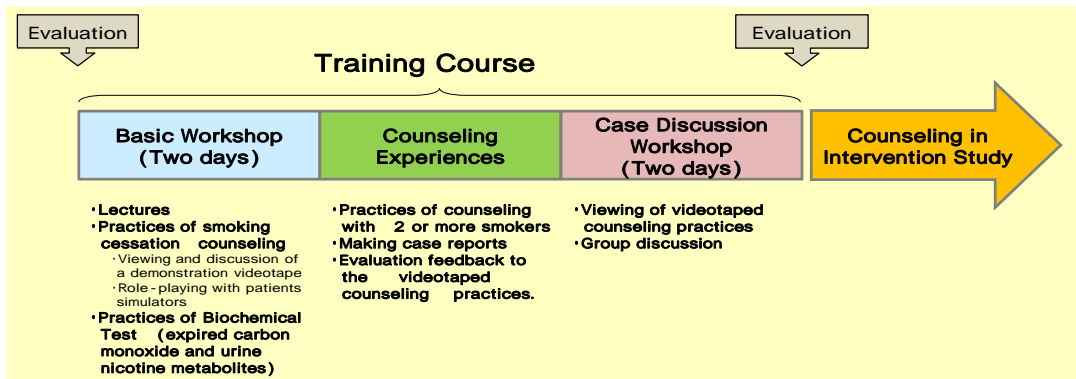 Evaluation
Evaluation
Training Course
Basic Workshop
(Two days)
Counseling
Experiences
Case Discussion
Workshop
(Two days)
Counseling in
Intervention Study
・Lectures
・Practices of smoking
cessation counseling
・Viewing and discussion of
a demonstration videotape
・Role-playing with patients
simulators
・Practices of Biochemical
Test (expired carbon
monoxide and urine
nicotine metabolites)
・Practices of counseling
with 2 or more smokers
・Making case reports
・Evaluation feedback to
the videotaped
counseling practices.
・Viewing of videotaped
counseling practices
・Group discussion